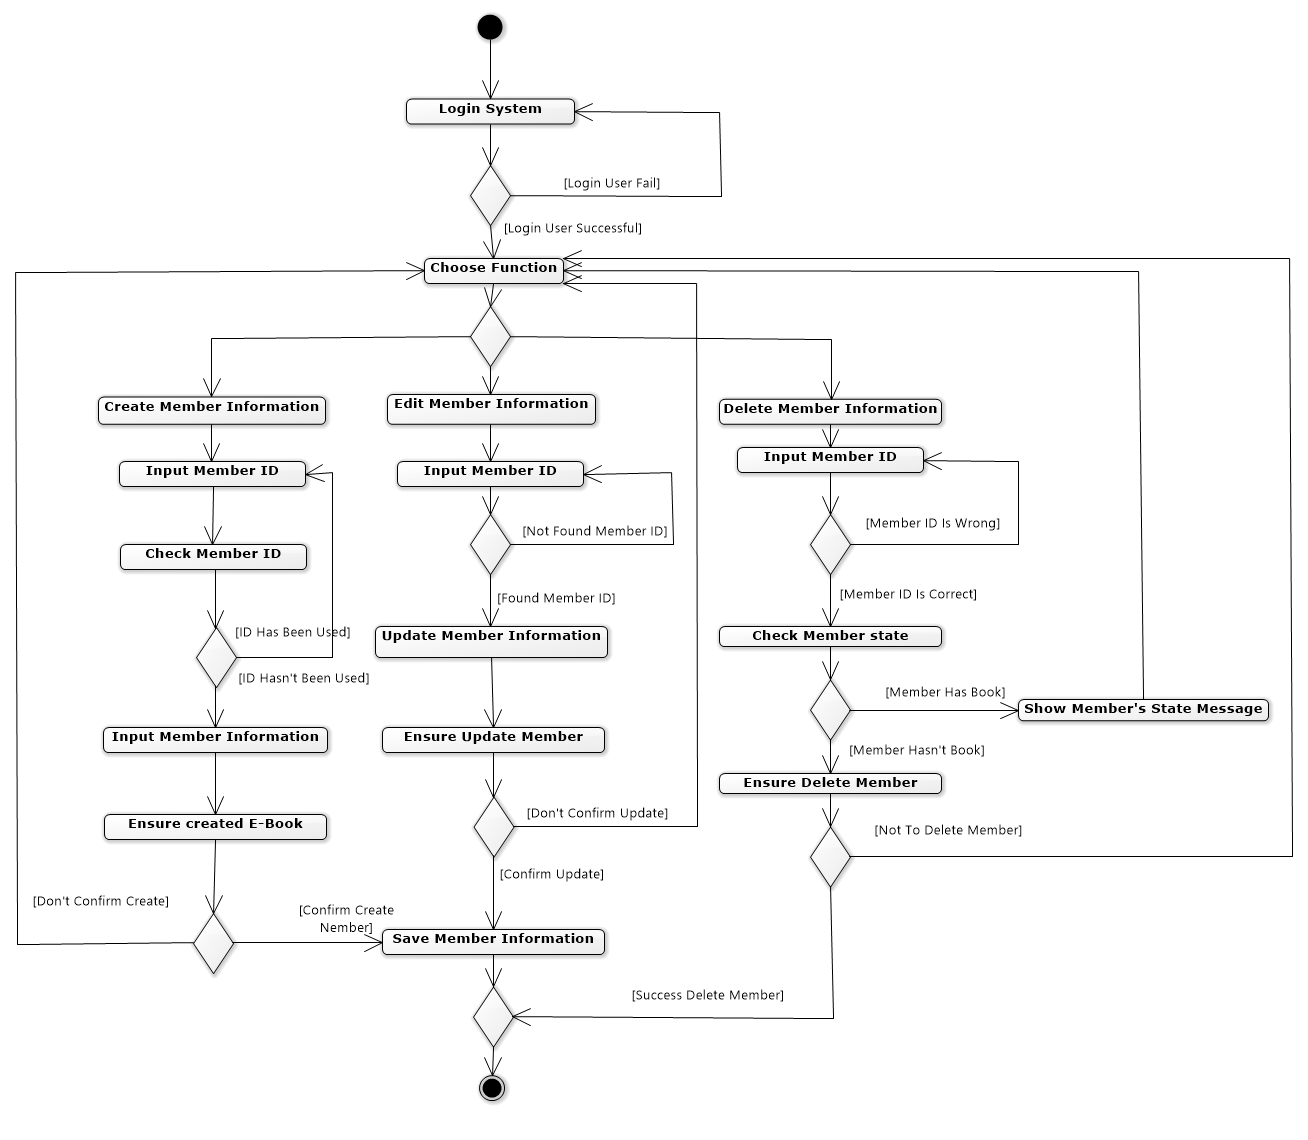 Login System
[Login User Fail]
[Login User Successful]
Choose Function
Create Member Information
Edit Member Information
Delete Member Information
Input Member ID
Input Member ID
Input Member ID
[Not Found Member ID]
[Member ID Is Wrong]
Check Member ID
[Found Member ID]
[Member ID Is Correct]
[ID Has Been Used]
Update Member Information
Check Member state
[ID Hasn't Been Used]
[Member Has Book]
Show Member's State Message
Input Member Information
Ensure Update Member
[Member Hasn't Book]
Ensure Delete Member
Ensure created E-Book
[Don't Confirm Update]
[Not To Delete Member]
[Confirm Update]
[Don't Confirm Create]
[Confirm Create
Nember]
Save Member Information
[Success Delete Member]